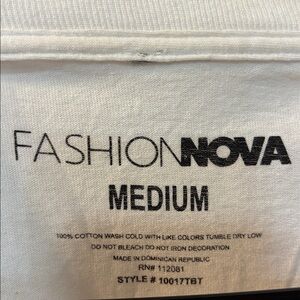 FASHIONNOVA
MEDIUM
100% COTTON WASH COLD WITH LIKE COLORS TUMBLE DRY LOW
DO NOT BLEACH DO NOT IRON DECORATION
MADE IN DOMINICAN REPUBLIC
RN# 112081
STYLE # 10017TBT